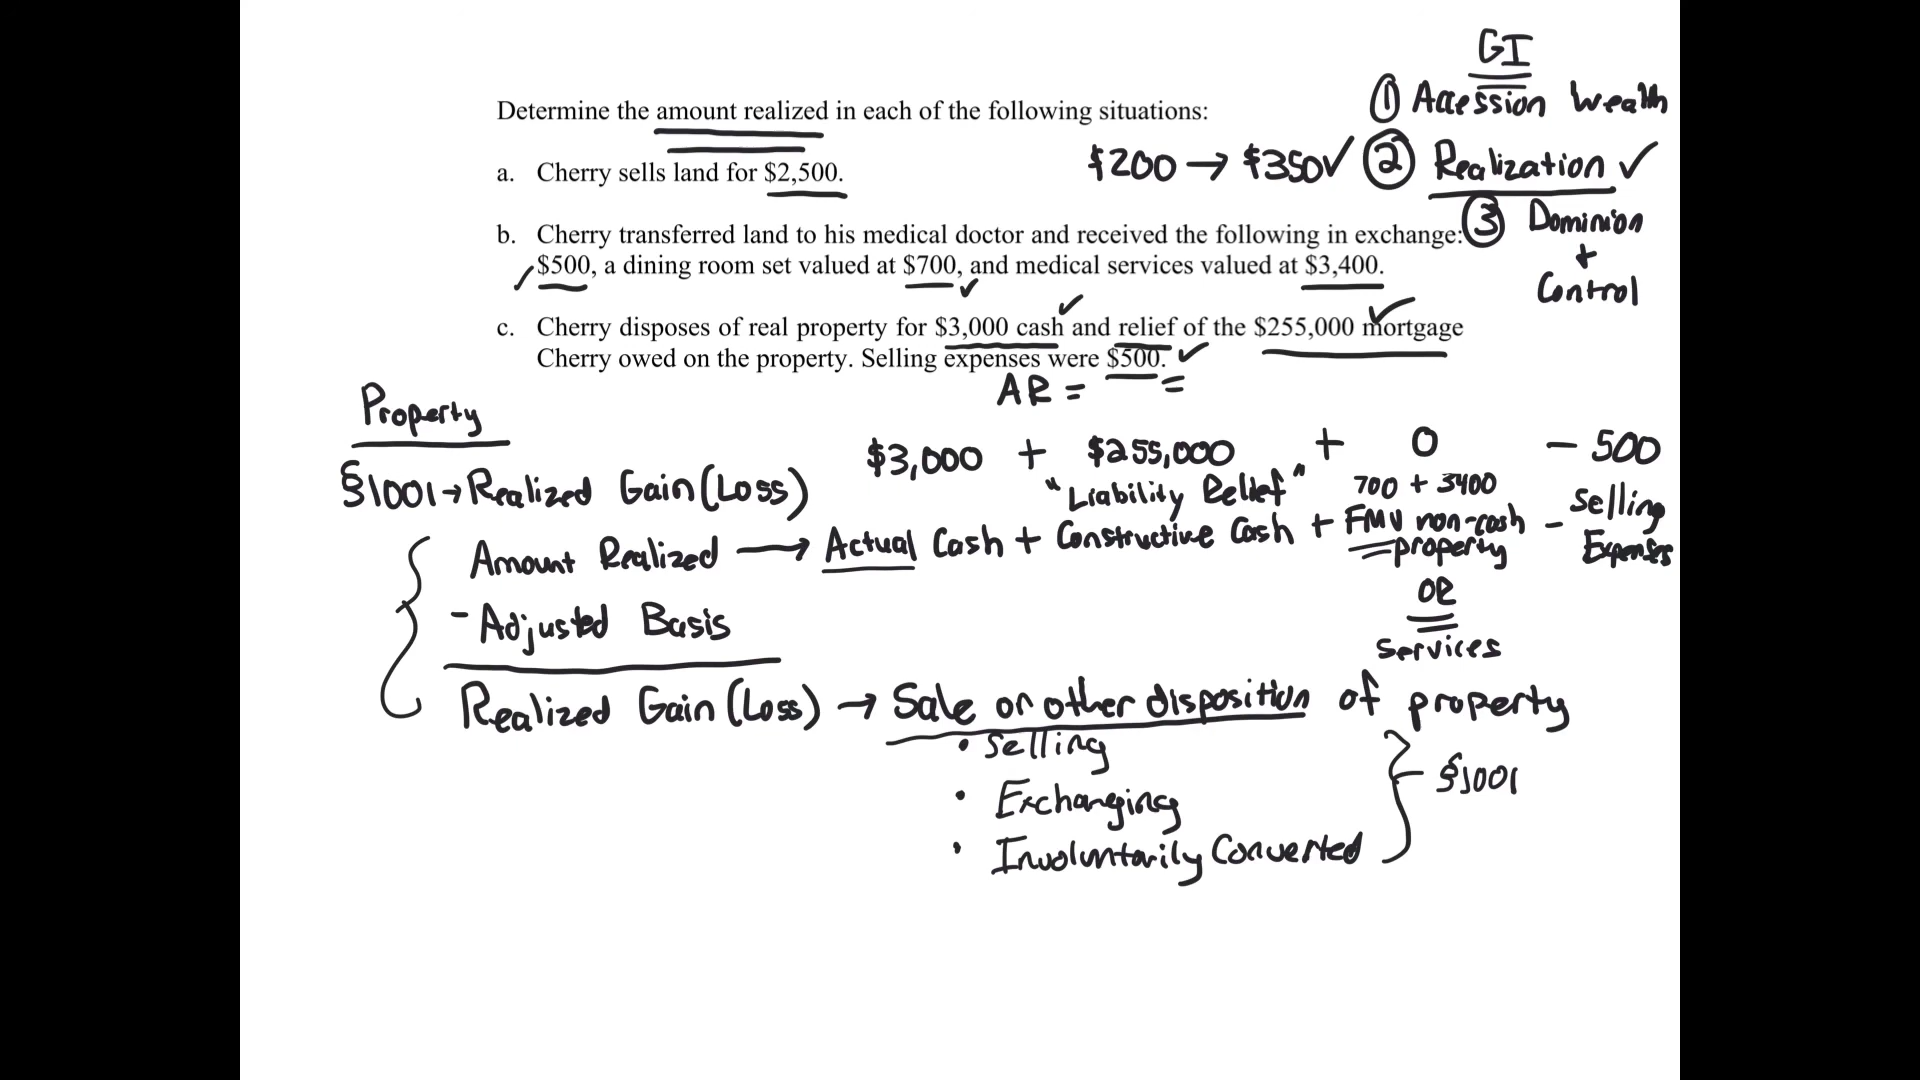 GI
① Accession Wealth
Determine the amount realized in each of the following situations:
$200 → $350✓ ② Realization ✓
a. Cherry sells land for $2,500.
③ Dominion
+
Control
b. Cherry transferred land to his medical doctor and received the following in exchange:
$500, a dining room set valued at $700, and medical services valued at $3,400.
c. Cherry disposes of real property for $3,000 cash and relief of the $255,000 mortgage
Cherry owed on the property. Selling expenses were $500.
AR =
Property
$3,000 + $255,000 + 0 - 500
§1001→Realized Gain(Loss)
"Liability Relief"
700 + 3400
Amount Realized → Actual Cash + Constructive Cash + FMV non-cash property - Selling Expenses
OR
services
- Adjusted Basis
Realized Gain(Loss) → Sale or other disposition of property
• Selling
• Exchanging
• Involuntarily Converted
§1001